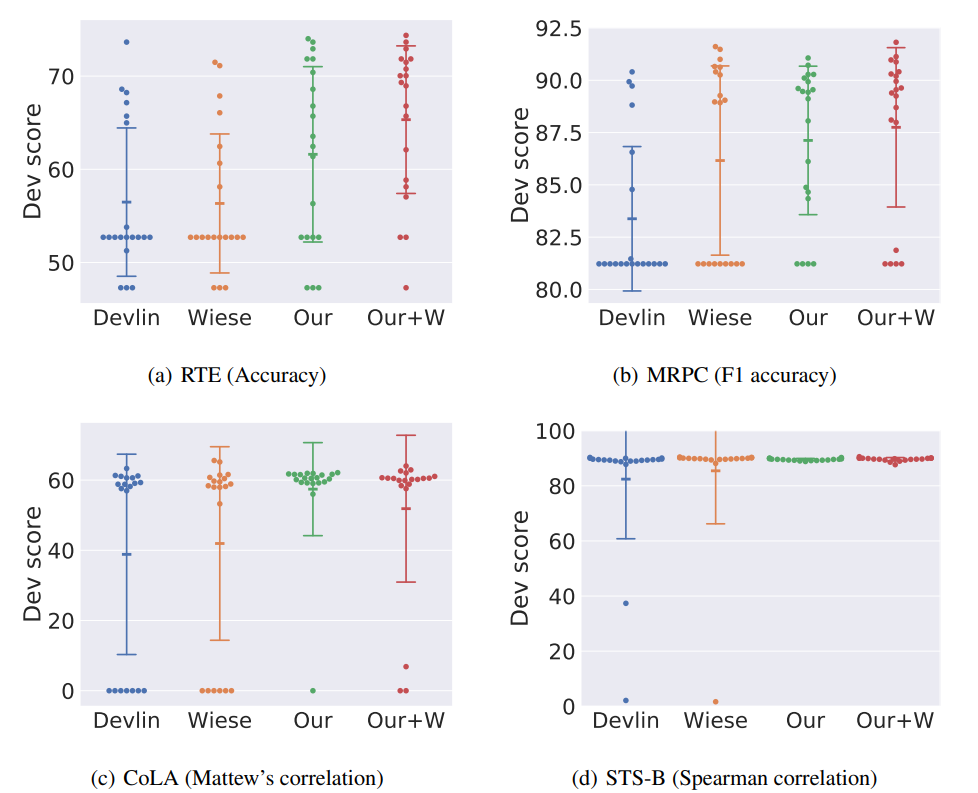 Dev score
70
60
50
Devlin Wiese Our Our+W
(a) RTE (Accuracy)
Dev score
92.5
90.0
87.5
85.0
82.5
80.0
Devlin Wiese Our Our+W
(b) MRPC (F1 accuracy)
Dev score
60
40
20
0
Devlin Wiese Our Our+W
(c) CoLA (Mattew's correlation)
Dev score
100
80
60
40
20
0
Devlin Wiese Our Our+W
(d) STS-B (Spearman correlation)